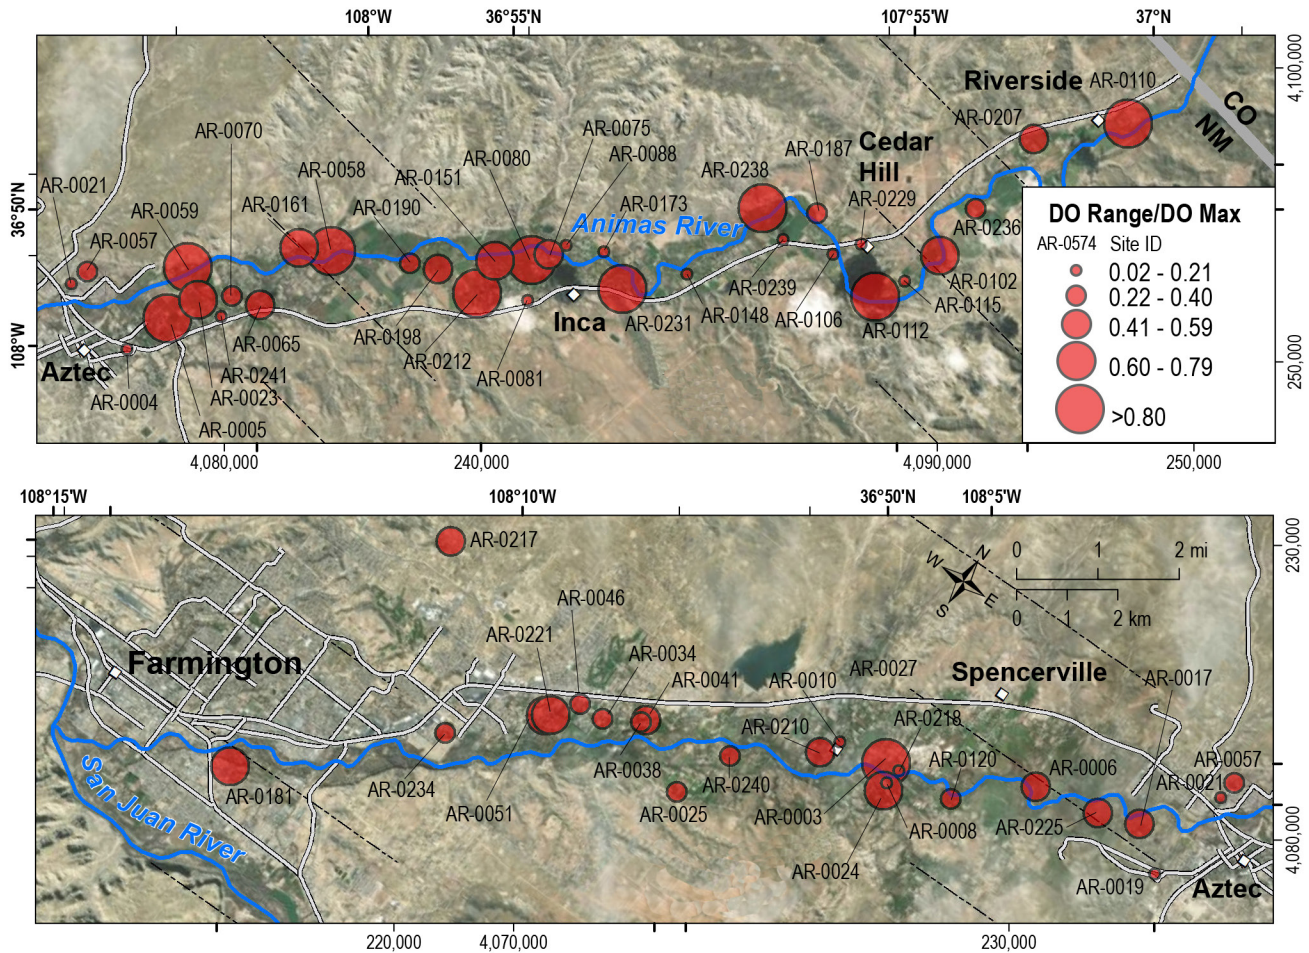 108°W
36°55'N
107°55'W
37°N
4,100,000
Riverside
AR-0110
CO
NM
AR-0207
AR-0070
AR-0075
AR-0080
AR-0088
Cedar
Hill
AR-0187
AR-0238
AR-0058
AR-0151
AR-0021
AR-0161
AR-0190
AR-0173
AR-0229
AR-0059
Animas River
AR-0236
AR-0057
36°50'N
AR-0102
AR-0115
AR-0239
AR-0148
AR-0106
AR-0112
Inca
AR-0231
AR-0198
AR-0065
AR-0212
AR-0081
108°W
Aztec
AR-0241
AR-0004
AR-0023
AR-0005
DO Range/DO Max
AR-0574 Site ID
0.02 - 0.21
0.22 - 0.40
0.41 - 0.59
0.60 - 0.79
>0.80
250,000
4,080,000
240,000
4,090,000
250,000
108°15'W
108°10'W
36°50'N
108°5'W
230,000
AR-0217
N
W
E
S
0 1 2 mi
0 1 2 km
AR-0046
AR-0221
AR-0034
Farmington
AR-0041
AR-0010
AR-0027
Spencerville
AR-0017
AR-0210
AR-0218
AR-0057
AR-0120
AR-0006
AR-0021
AR-0038
AR-0240
San Juan River
AR-0181
AR-0234
AR-0051
AR-0025
AR-0003
AR-0008
AR-0225
4,080,000
AR-0024
AR-0019
Aztec
220,000
4,070,000
230,000